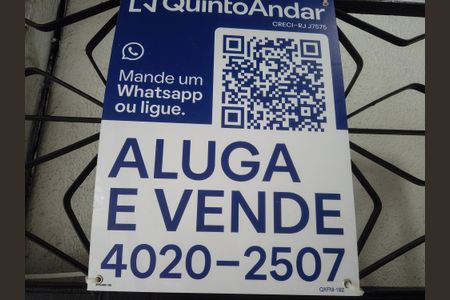 QuintoAndar
CRECI-RJ J7575
Mande um
Whatsapp
ou ligue.
ALUGA
E VENDE
4020-2507